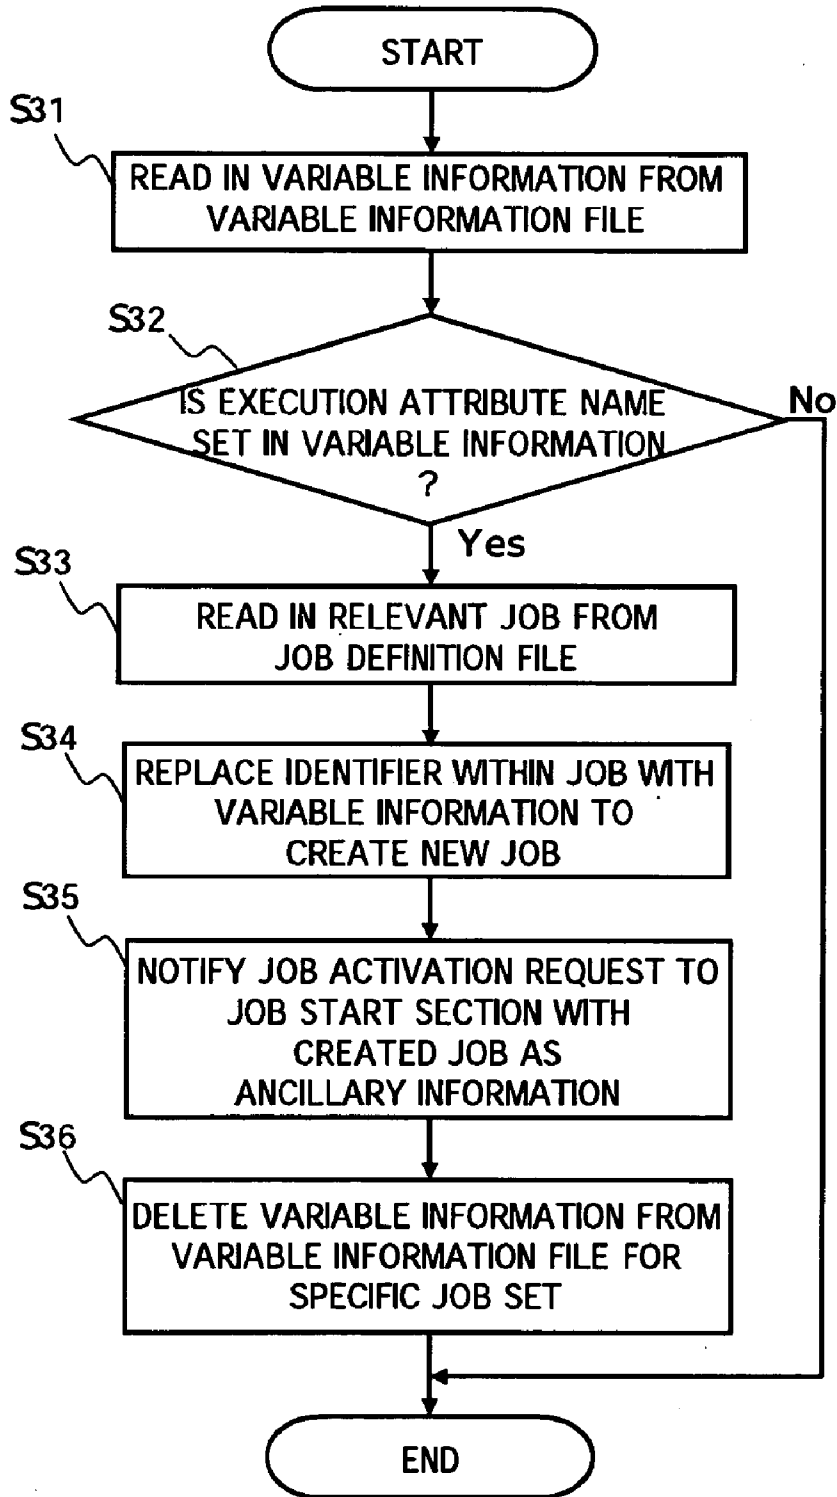 START
S31
READ IN VARIABLE INFORMATION FROM
VARIABLE INFORMATION FILE
S32
IS EXECUTION ATTRIBUTE NAME
SET IN VARIABLE INFORMATION
?
No
Yes
S33
READ IN RELEVANT JOB FROM
JOB DEFINITION FILE
S34
REPLACE IDENTIFIER WITHIN JOB WITH
VARIABLE INFORMATION TO
CREATE NEW JOB
S35
NOTIFY JOB ACTIVATION REQUEST TO
JOB START SECTION WITH
CREATED JOB AS
ANCILLARY INFORMATION
S36
DELETE VARIABLE INFORMATION FROM
VARIABLE INFORMATION FILE FOR
SPECIFIC JOB SET
END